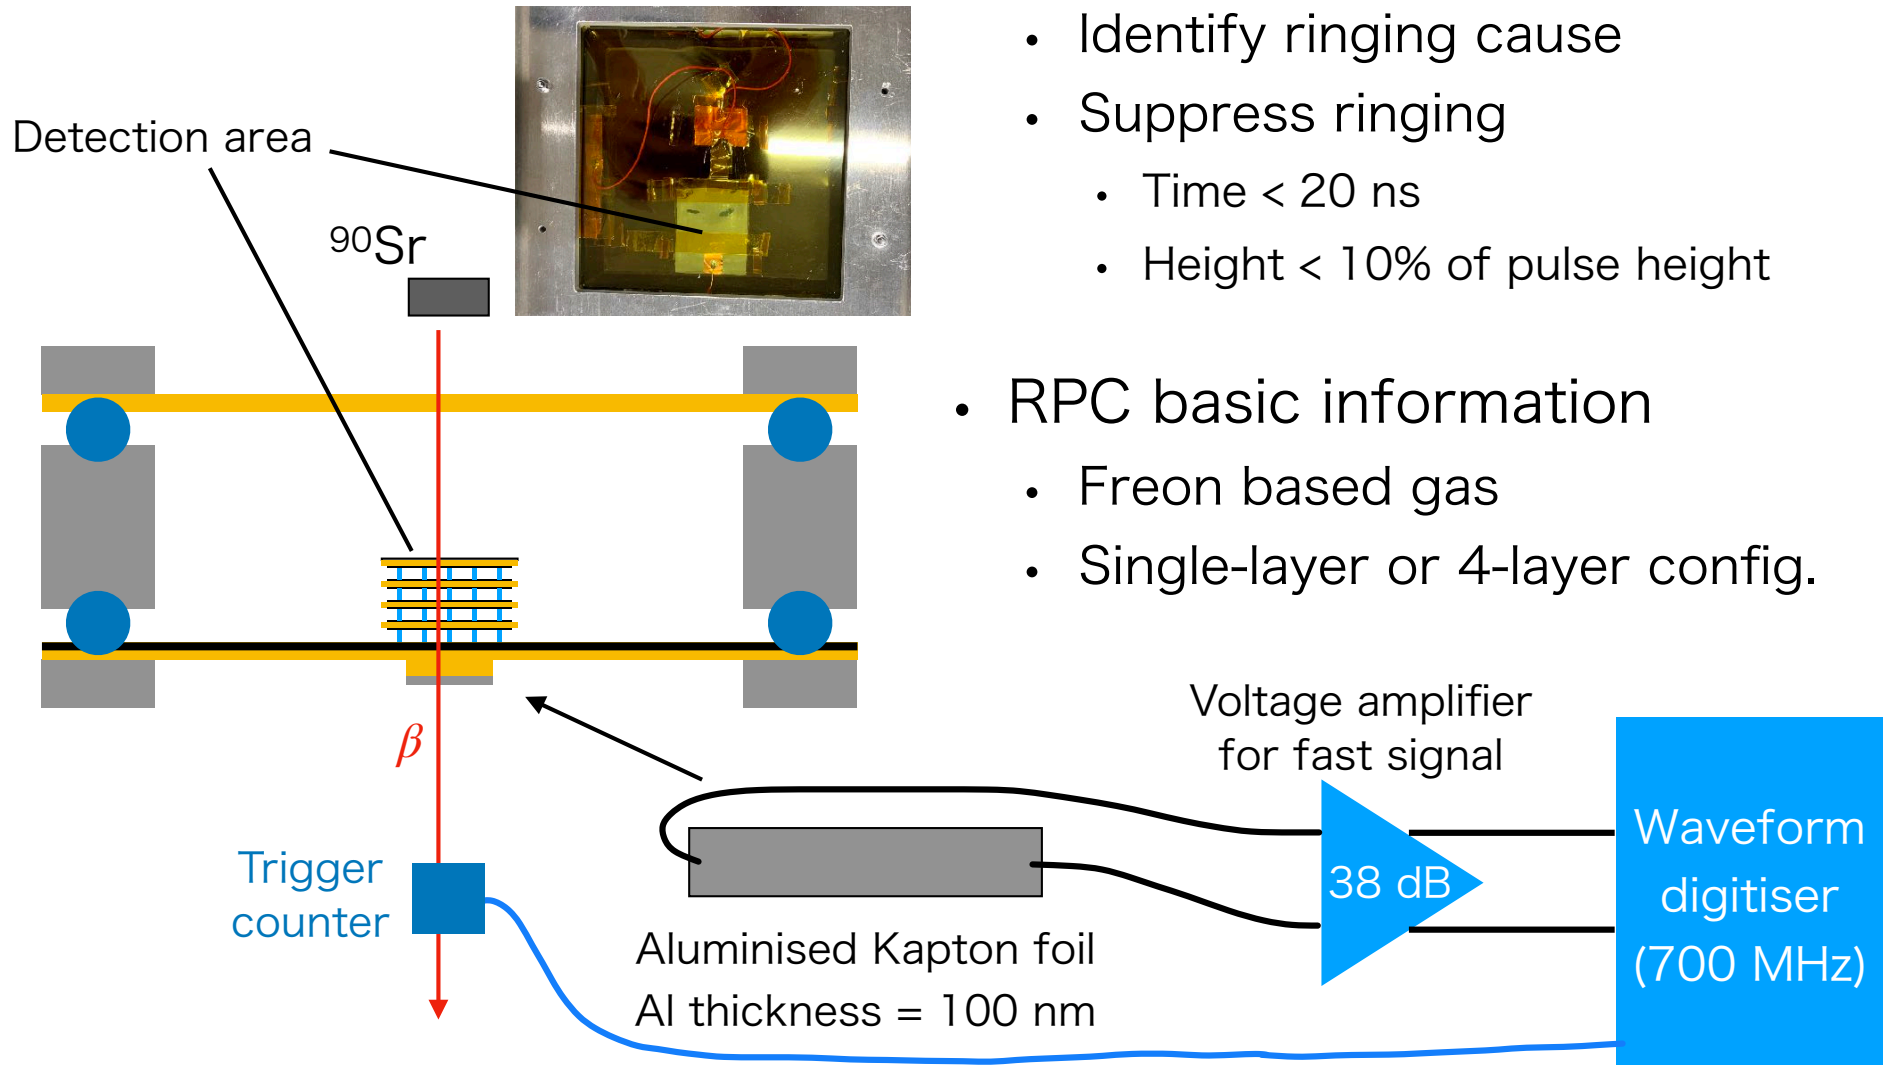 • Identify ringing cause
• Suppress ringing
• Time < 20 ns
• Height < 10% of pulse height
Detection area
⁹⁰Sr
• RPC basic information
• Freon based gas
• Single-layer or 4-layer config.
β
Trigger
counter
Aluminised Kapton foil
Al thickness = 100 nm
Voltage amplifier
for fast signal
38 dB
Waveform
digitiser
(700 MHz)